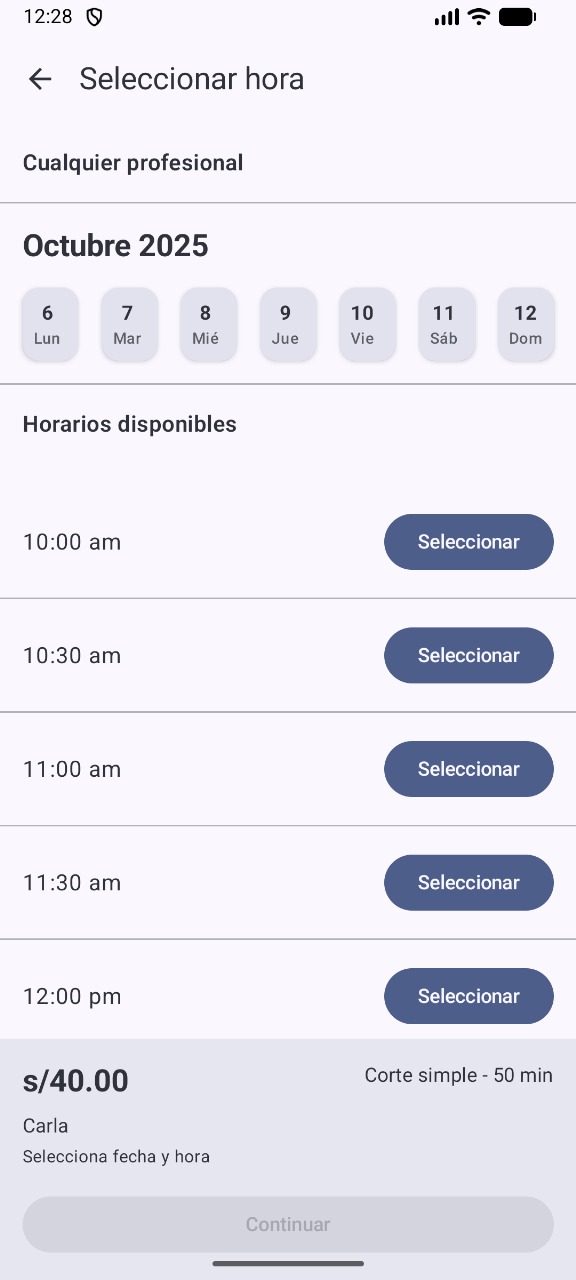 12:28
Seleccionar hora
Cualquier profesional
Octubre 2025
6 7 8 9 10 11 12
Lun Mar Mié Jue Vie Sáb Dom
Horarios disponibles
10:00 am Seleccionar
10:30 am Seleccionar
11:00 am Seleccionar
11:30 am Seleccionar
12:00 pm Seleccionar
s/40.00 Corte simple - 50 min
Carla
Selecciona fecha y hora
Continuar